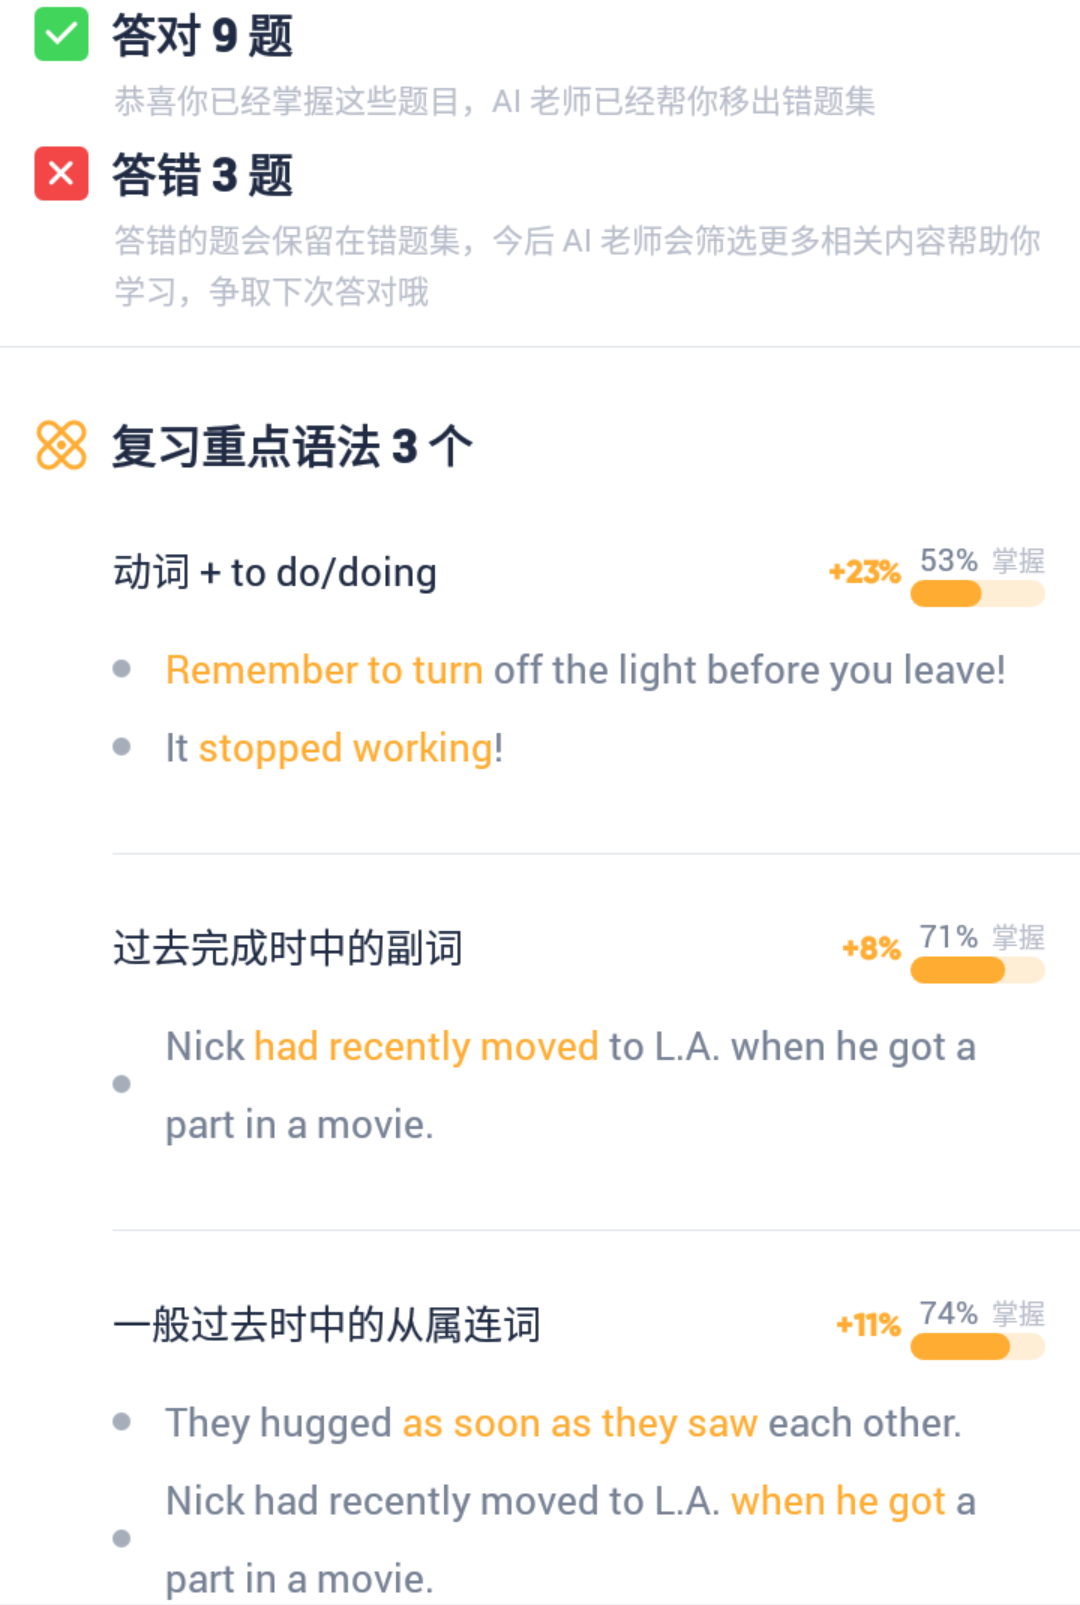 答对 9 题
恭喜你已经掌握这些题目，AI 老师已经帮你移出错题集
答错 3 题
答错的题会保留在错题集，今后 AI 老师会筛选更多相关内容帮助你
学习，争取下次答对哦
复习重点语法 3 个
动词 + to do/doing +23% 53% 掌握
Remember to turn off the light before you leave!
It stopped working!
过去完成时中的副词 +8% 71% 掌握
Nick had recently moved to L.A. when he got a
part in a movie.
一般过去时中的从属连词 +11% 74% 掌握
They hugged as soon as they saw each other.
Nick had recently moved to L.A. when he got a
part in a movie.